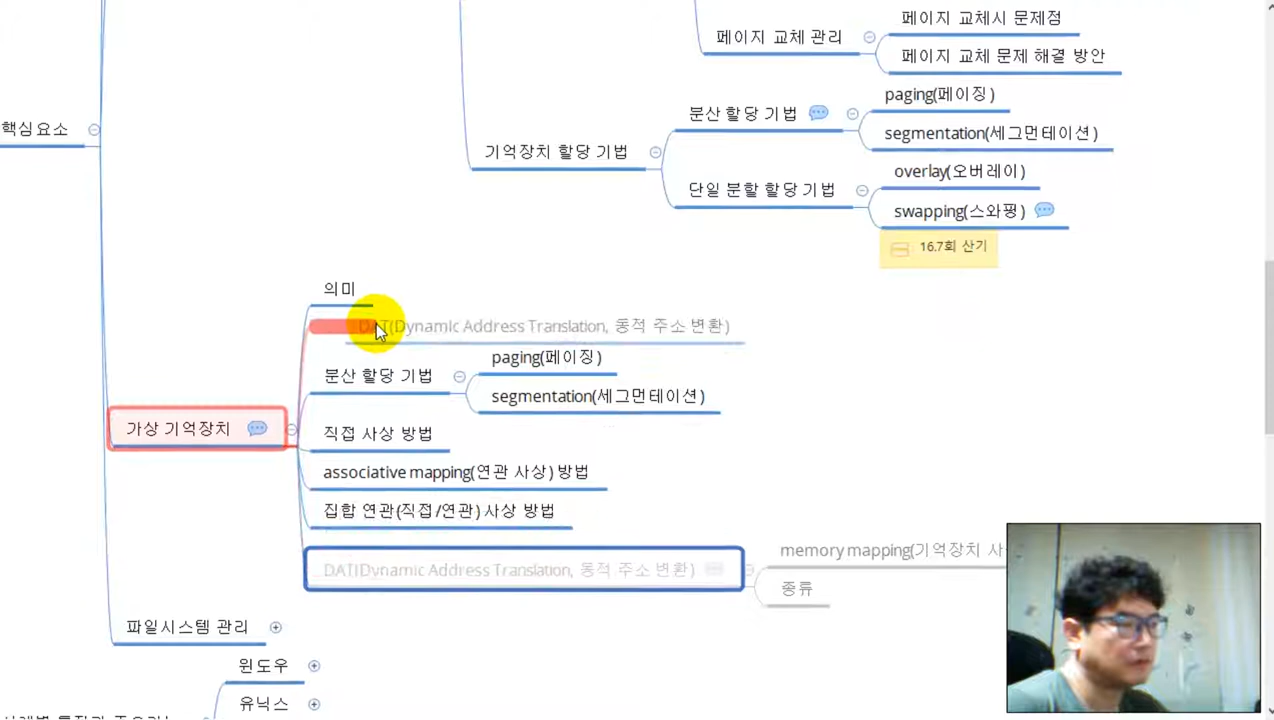 페이지 교체시 문제점
페이지 교체 관리
페이지 교체 문제 해결 방안
paging(페이징)
분산 할당 기법
핵심요소
segmentation(세그먼테이션)
기억장치 할당 기법
overlay(오버레이)
단일 분할 할당 기법
swapping(스와핑)
16.7회 산기
의미
DAT(Dynamic Address Translation, 동적 주소 변환)
paging(페이징)
분산 할당 기법
segmentation(세그먼테이션)
가상 기억장치
직접 사상 방법
associative mapping(연관 사상) 방법
집합 연관(직접/연관) 사상 방법
memory mapping(기억장치
DAT(Dynamic Address Translation, 동적 주소 변환)
종류
파일시스템 관리
윈도우
유닉스